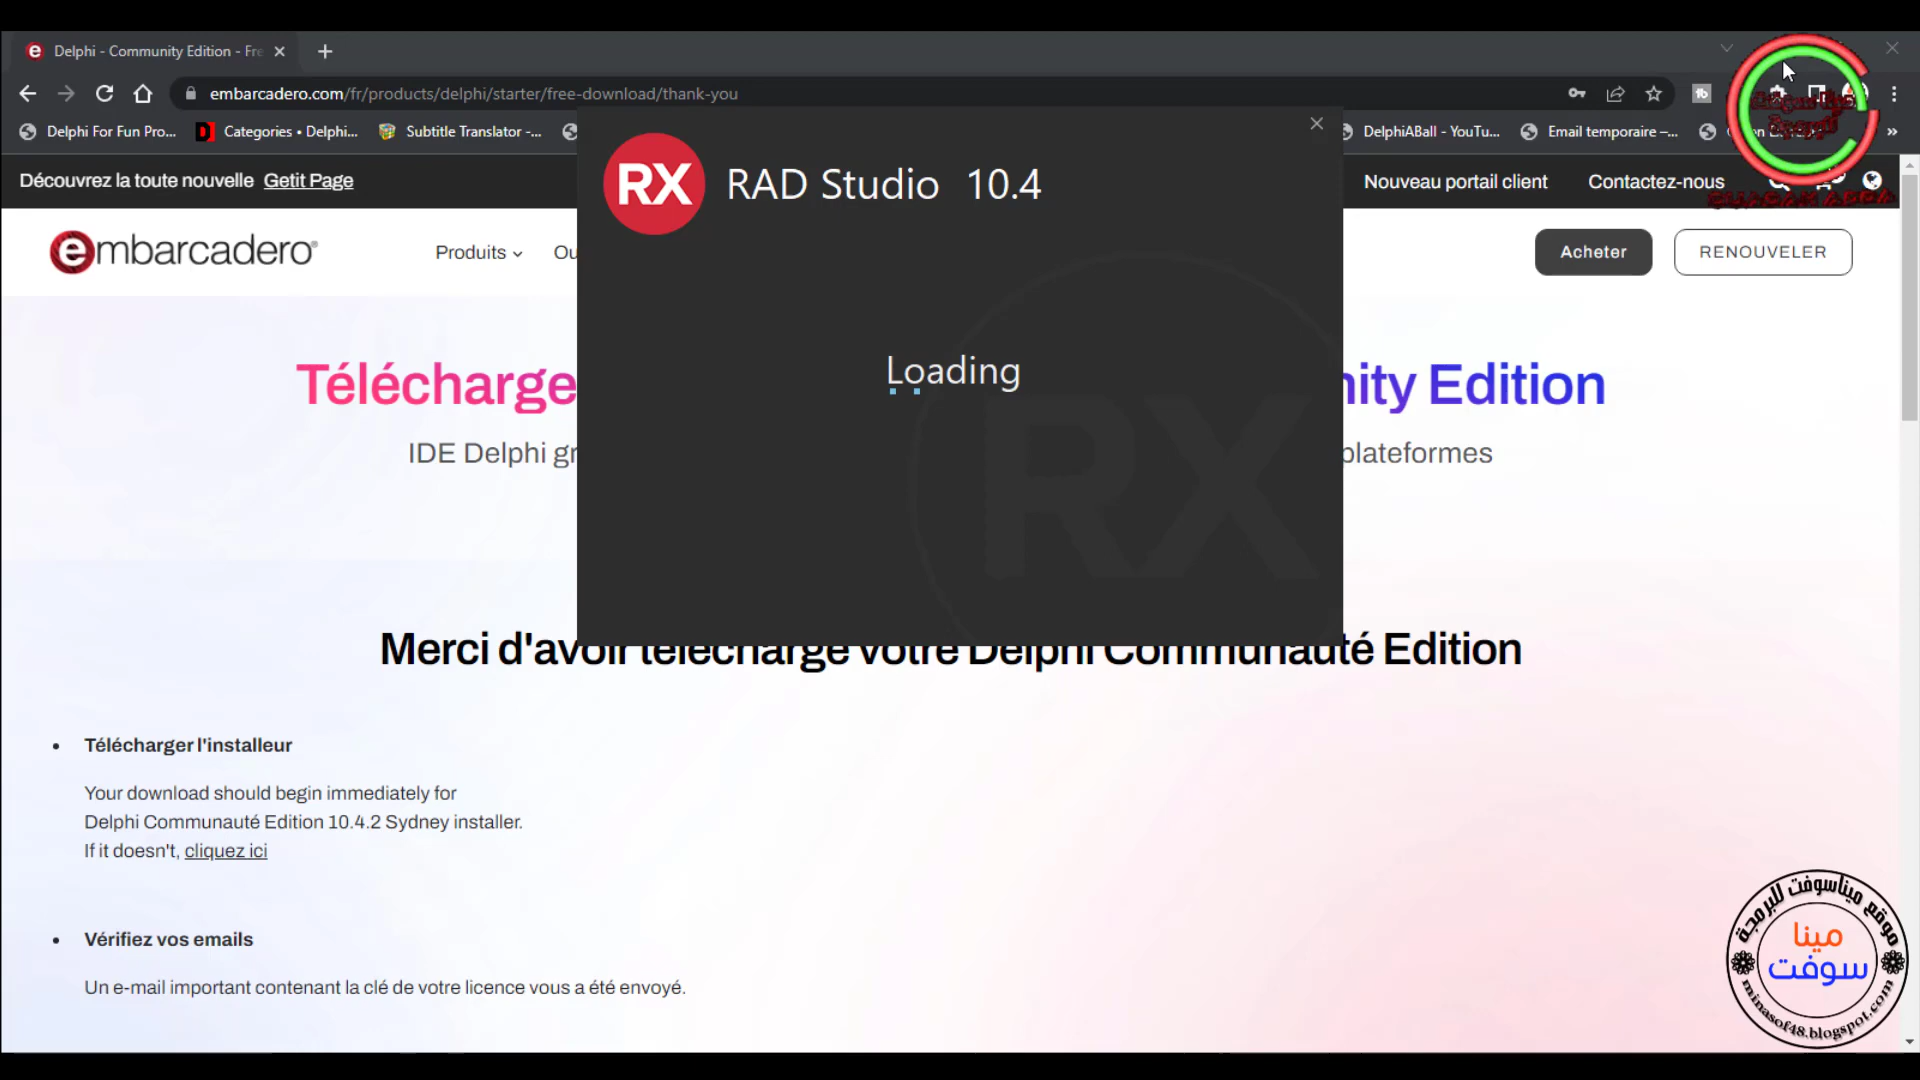 Delphi - Community Edition - Fre
embarcadero.com/fr/products/delphi/starter/free-download/thank-you
Delphi For Fun Pro...
Categories • Delphi...
Subtitle Translator -...
DelphiABall - YouTu...
Email temporaire –...
Découvrez la toute nouvelle Getit Page
Nouveau portail client
Contactez-nous
embarcadero®
Produits
Ou
Acheter
RENOUVELER
RX
RAD Studio 10.4
Loading
RX
Télécharge
nity Edition
IDE Delphi gr
plateformes
Merci d'avoir téléchargé votre Delphi Communauté Edition
• Télécharger l'installeur
Your download should begin immediately for
Delphi Communauté Edition 10.4.2 Sydney installer.
If it doesn't, cliquez ici
• Vérifiez vos emails
Un e-mail important contenant la clé de votre licence vous a été envoyé.
موقع ميناسوفت للبرمجة
مينا
سوفت
minasof48.blogspot.com